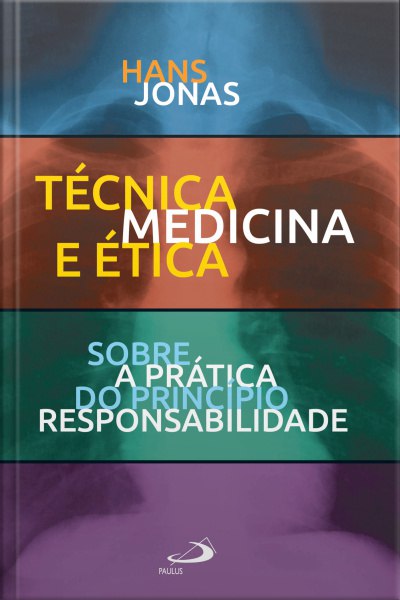 HANS
JONAS
TÉCNICA
MEDICINA
E ÉTICA
SOBRE
A PRÁTICA
DO PRINCÍPIO
RESPONSABILIDADE
PAULUS